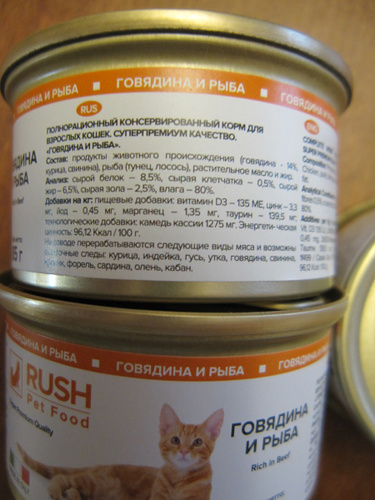 ГОВЯДИНА И РЫБА ГОВЯДИНА И РЫБА ГОВЯДИНА И РЫБА
RUS
ПОЛНОРАЦИОННЫЙ КОНСЕРВИРОВАННЫЙ КОРМ ДЛЯ
ВЗРОСЛЫХ КОШЕК. СУПЕРПРЕМИУМ КАЧЕСТВО.
«ГОВЯДИНА И РЫБА».
Состав: продукты животного происхождения (говядина - 14%,
курица, свинина), рыба (тунец, лосось), растительное масло и жир.
Анализ: сырой белок – 8,5%, сырая клетчатка – 0,5%, сырой
жир - 6,5%, сырая зола – 2,5%, влага – 80%.
Добавки на кг: пищевые добавки: витамин D3 – 135 МЕ, цинк – 3,3
мг, йод – 0,45 мг, марганец – 1,35 мг, таурин – 139,5 мг;
технологические добавки: камедь кассии 1275 мг. Энергетическая
ценность: 96,12 Ккал / 100 г.
На заводе перерабатываются следующие виды мяса и возможны
следы: курица, индейка, гусь, утка, говядина, свинина,
форель, сардина, олень, кабан.
ГОВЯДИНА
РЫБА
ГОВЯДИНА И РЫБА ГОВЯДИНА И РЫБА ГОВЯДИНА И РЫБА
RUSH
Pet Food
Quality
ГОВЯДИНА
И РЫБА
Rich in Beef